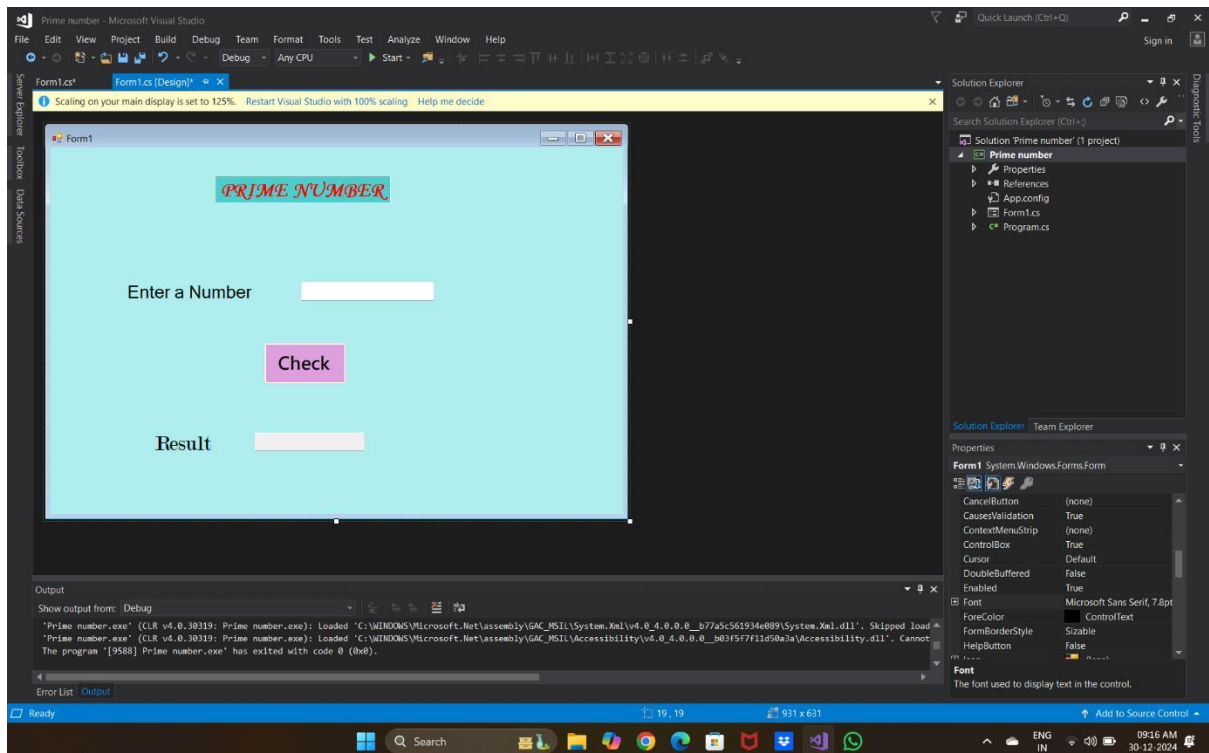 Prime number - Microsoft Visual Studio
Quick Launch (Ctrl+Q)
File Edit View Project Build Debug Team Format Tools Test Analyze Window Help
Sign in
Debug Any CPU Start
Server Explorer
Toolbox
Data Sources
Form1.cs*
Form1.cs [Design]*
Scaling on your main display is set to 125%. Restart Visual Studio with 100% scaling Help me decide
Form1
PRIME NUMBER
Enter a Number
Check
Result
Solution Explorer
Search Solution Explorer (Ctrl+;)
Solution 'Prime number' (1 project)
Prime number
Properties
References
App.config
Form1.cs
Program.cs
Diagnostic Tools
Solution Explorer Team Explorer
Properties
Form1 System.Windows.Forms.Form
CancelButton (none)
CausesValidation True
ContextMenuStrip (none)
ControlBox True
Cursor Default
DoubleBuffered False
Enabled True
Font Microsoft Sans Serif, 7.8pt
ForeColor ControlText
FormBorderStyle Sizable
HelpButton False
Font
The font used to display text in the control.
Output
Show output from: Debug
'Prime number.exe' (CLR v4.0.30319: Prime number.exe): Loaded 'C:\WINDOWS\Microsoft.Net\assembly\GAC_MSIL\System.Xml\v4.0_4.0.0.0__b77a5c561934e089\System.Xml.dll'. Skipped load
'Prime number.exe' (CLR v4.0.30319: Prime number.exe): Loaded 'C:\WINDOWS\Microsoft.Net\assembly\GAC_MSIL\Accessibility\v4.0_4.0.0.0__b03f5f7f11d50a3a\Accessibility.dll'. Cannot
The program '[9588] Prime number.exe' has exited with code 0 (0x0).
Error List Output
Ready
19 , 19
931 x 631
Add to Source Control
Search
ENG
IN
09:16 AM
30-12-2024